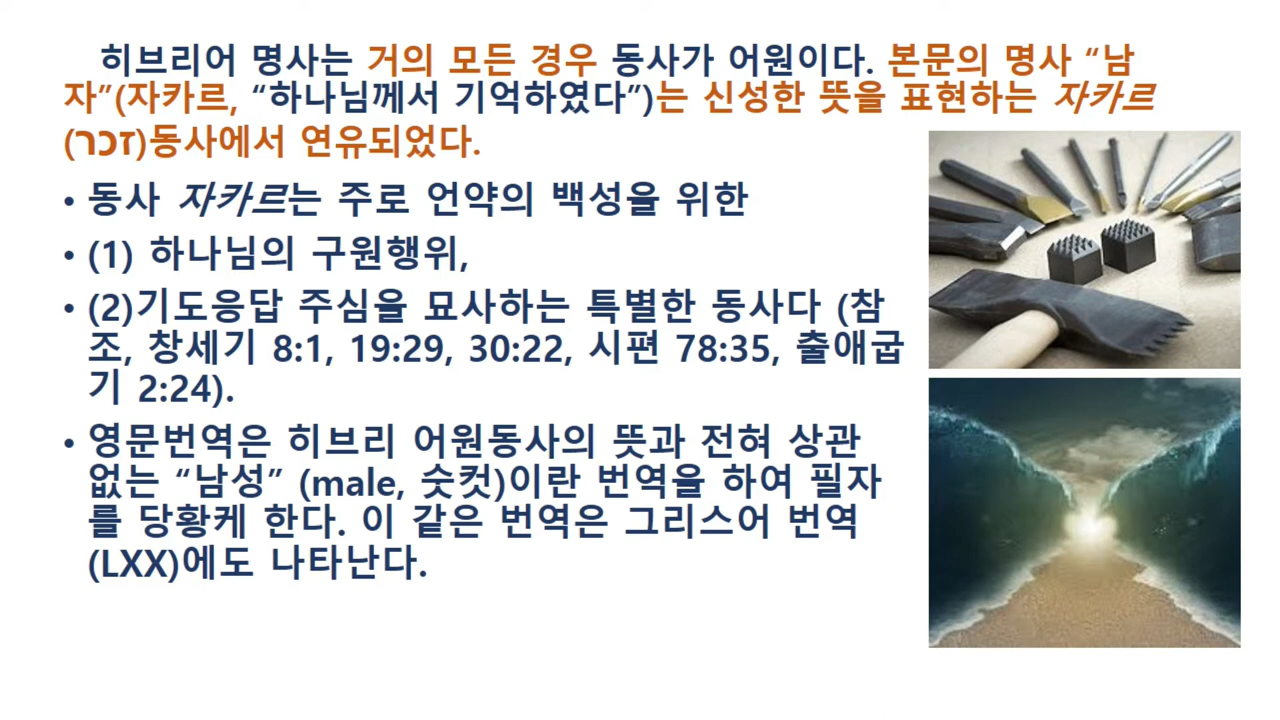 히브리어 명사는 거의 모든 경우 동사가 어원이다. 본문의 명사 “남
자”(자카르, “하나님께서 기억하였다”)는 신성한 뜻을 표현하는 자카르
(זכר)동사에서 연유되었다.
• 동사 자카르는 주로 언약의 백성을 위한
• (1) 하나님의 구원행위,
• (2)기도응답 주심을 묘사하는 특별한 동사다 (참
조, 창세기 8:1, 19:29, 30:22, 시편 78:35, 출애굽
기 2:24).
• 영문번역은 히브리 어원동사의 뜻과 전혀 상관
없는 “남성” (male, 숫컷)이란 번역을 하여 필자
를 당황케 한다. 이 같은 번역은 그리스어 번역
(LXX)에도 나타난다.